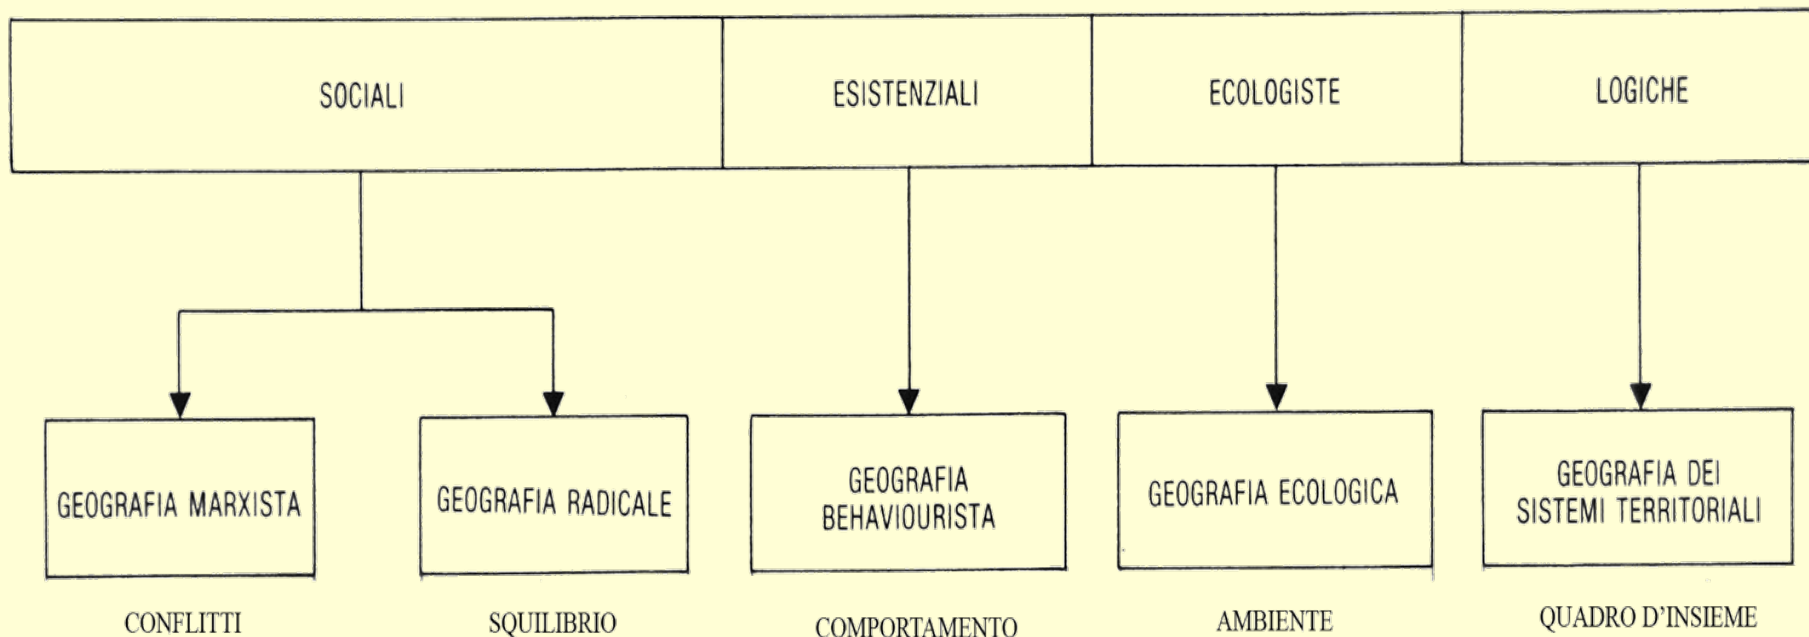 SOCIALI
ESISTENZIALI
ECOLOGISTE
LOGICHE
GEOGRAFIA MARXISTA
GEOGRAFIA RADICALE
GEOGRAFIA
BEHAVIOURISTA
GEOGRAFIA ECOLOGICA
GEOGRAFIA DEI
SISTEMI TERRITORIALI
CONFLITTI
SQUILIBRIO
COMPORTAMENTO
AMBIENTE
QUADRO D'INSIEME